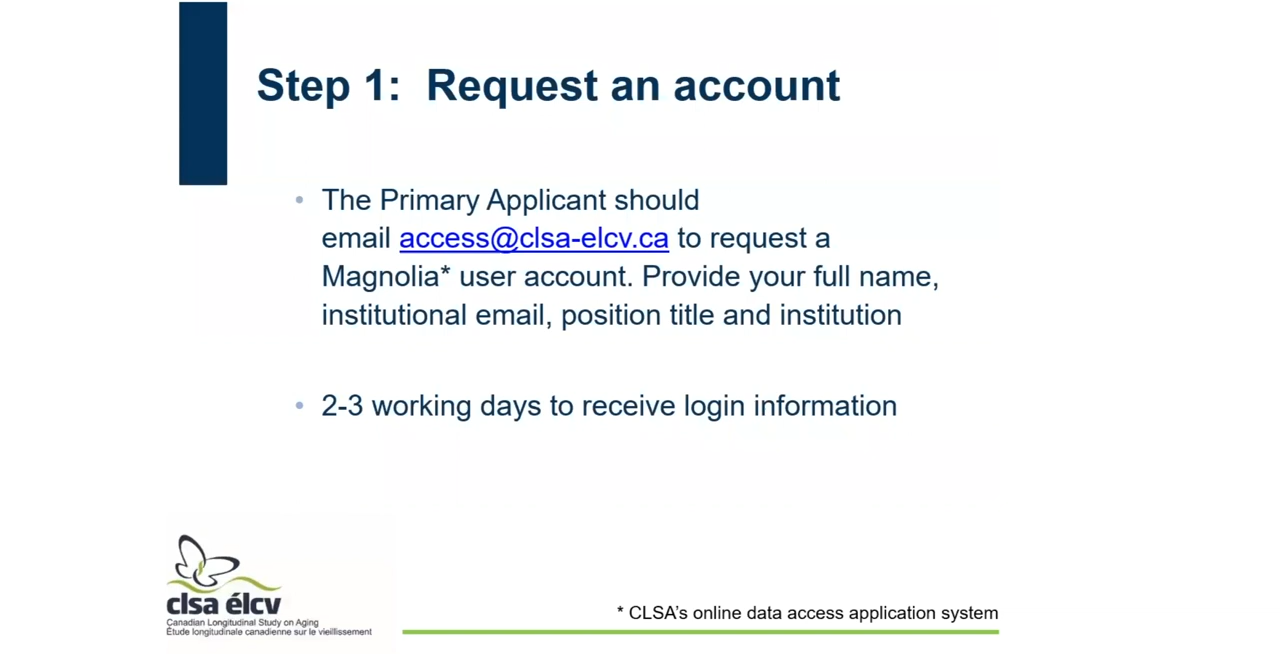 Step 1: Request an account
• The Primary Applicant should
email access@clsa-elcv.ca to request a
Magnolia* user account. Provide your full name,
institutional email, position title and institution
• 2-3 working days to receive login information
clsa élcv
Canadian Longitudinal Study on Aging
Étude longitudinale canadienne sur le vieillissement
* CLSA's online data access application system